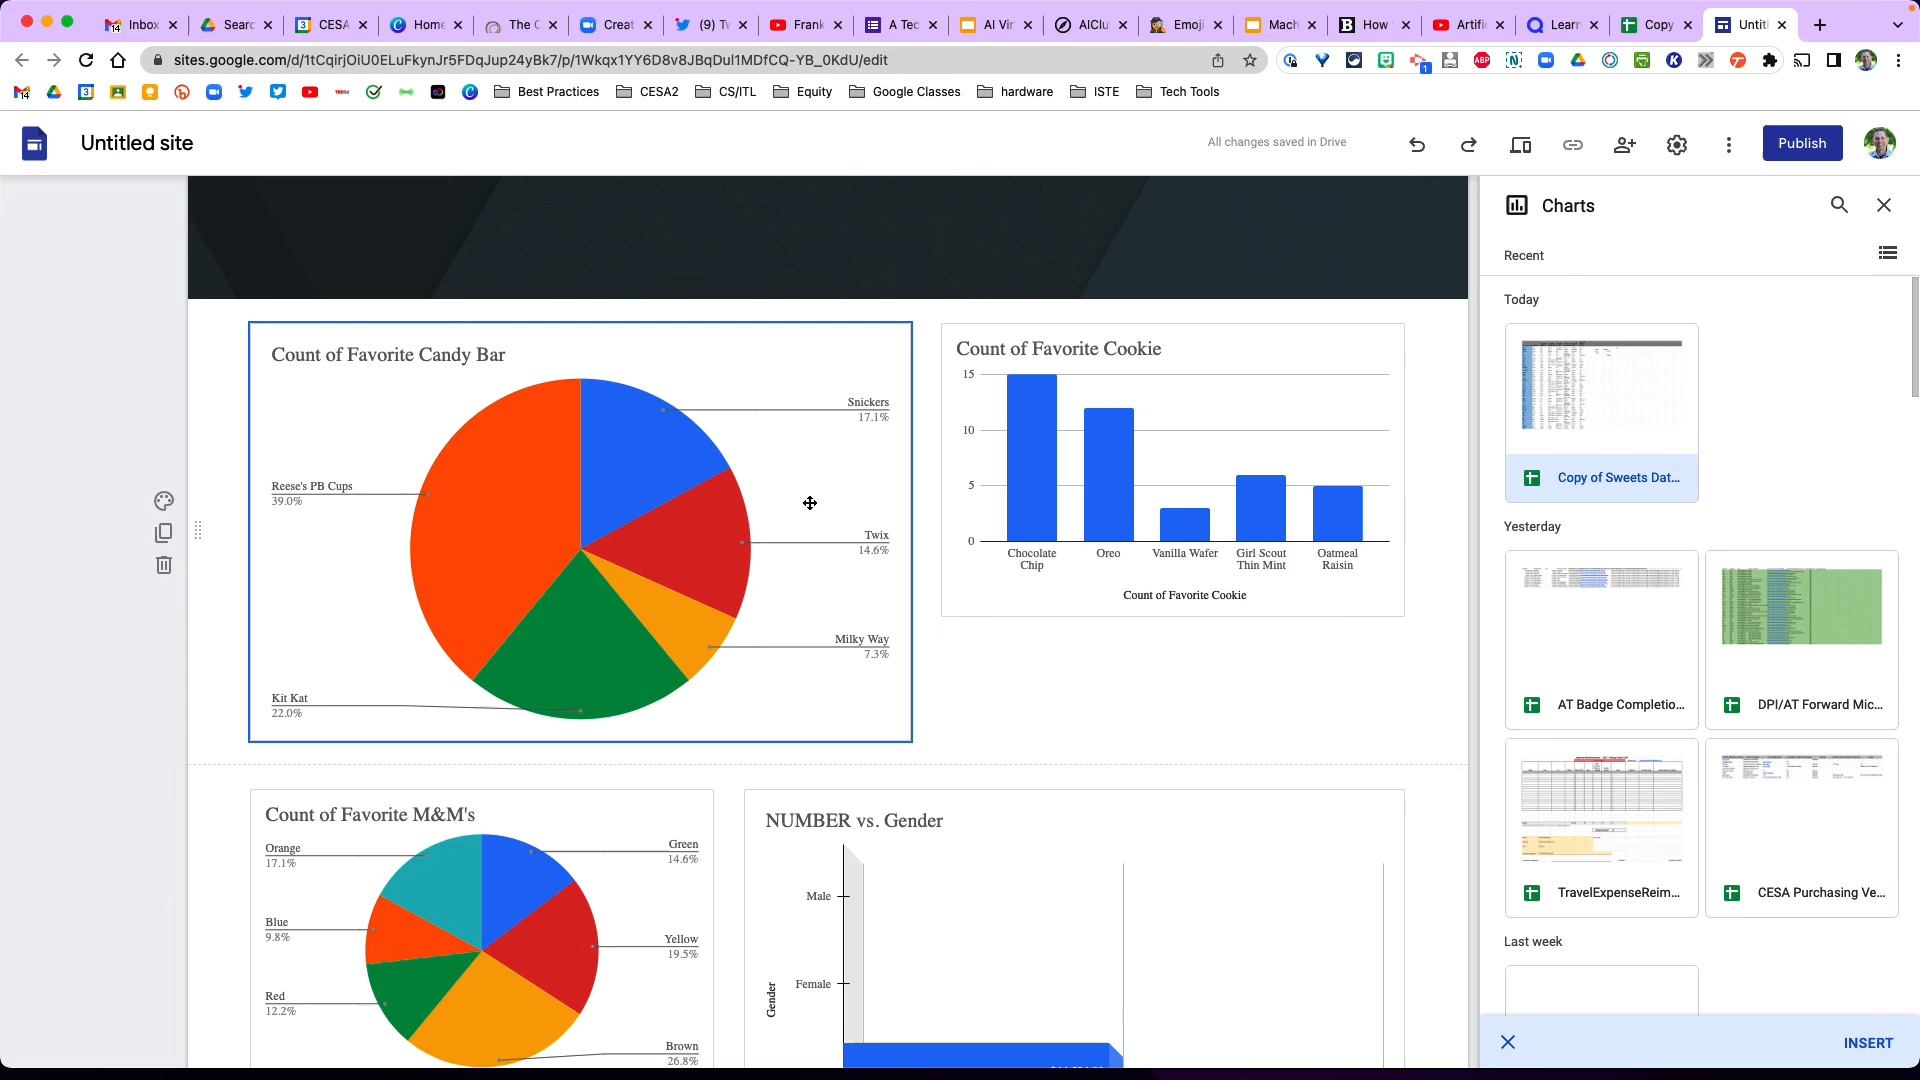 Inbox
Searc
CESA
Home
The C
Creat
(9) Tw
Frank
A Tec
AI Vir
AIClu
Emoji
Mach
How
Artific
Learn
Copy
Untitl
sites.google.com/d/1tCqirjOiU0ELuFkynJr5FDqJup24yBk7/p/1Wkqx1YY6D8v8JBqDul1MDfCQ-YB_0KdU/edit
Best Practices
CESA2
CS/ITL
Equity
Google Classes
hardware
ISTE
Tech Tools
Untitled site
All changes saved in Drive
Publish
Charts
Recent
Today
Copy of Sweets Dat...
Yesterday
AT Badge Completio...
DPI/AT Forward Mic...
TravelExpenseReim...
CESA Purchasing Ve...
Last week
INSERT
Count of Favorite Candy Bar
Snickers
17.1%
Reese's PB Cups
39.0%
Twix
14.6%
Milky Way
7.3%
Kit Kat
22.0%
Count of Favorite Cookie
15
10
5
0
Chocolate
Chip
Oreo
Vanilla Wafer
Girl Scout
Thin Mint
Oatmeal
Raisin
Count of Favorite Cookie
Count of Favorite M&M's
Orange
17.1%
Green
14.6%
Blue
9.8%
Yellow
19.5%
Red
12.2%
Brown
26.8%
NUMBER vs. Gender
Male
Female
Gender